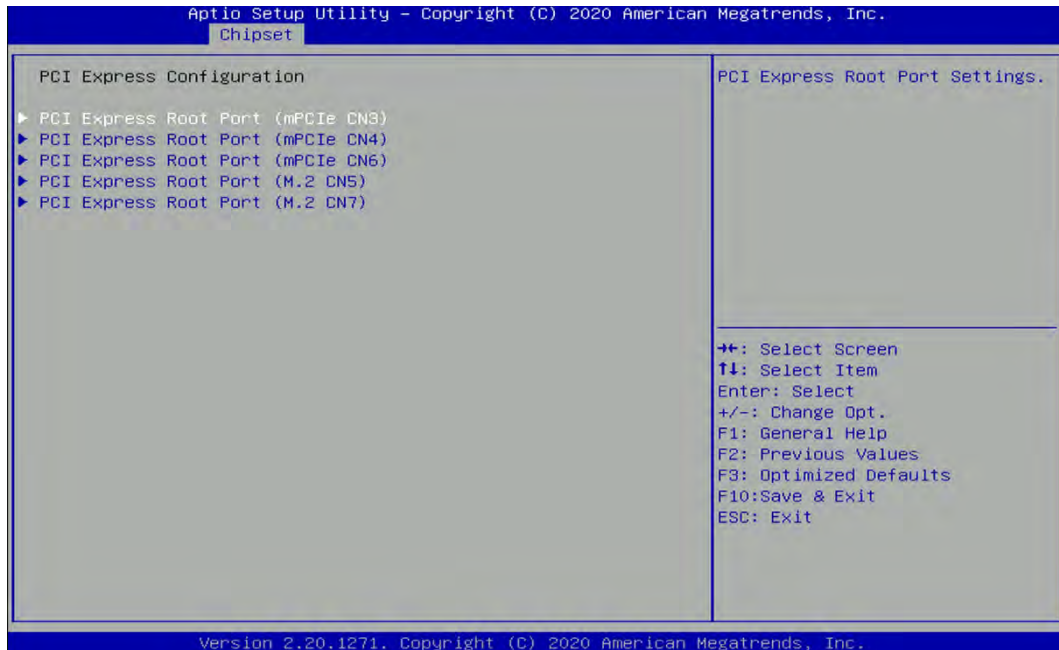 Aptio Setup Utility – Copyright (C) 2020 American Megatrends, Inc.
Chipset
PCI Express Configuration
▶ PCI Express Root Port (mPCIe CN3)
▶ PCI Express Root Port (mPCIe CN4)
▶ PCI Express Root Port (mPCIe CN6)
▶ PCI Express Root Port (M.2 CN5)
▶ PCI Express Root Port (M.2 CN7)
PCI Express Root Port Settings.
→←: Select Screen
↑↓: Select Item
Enter: Select
+/-: Change Opt.
F1: General Help
F2: Previous Values
F3: Optimized Defaults
F10:Save & Exit
ESC: Exit
Version 2.20.1271. Copyright (C) 2020 American Megatrends, Inc.